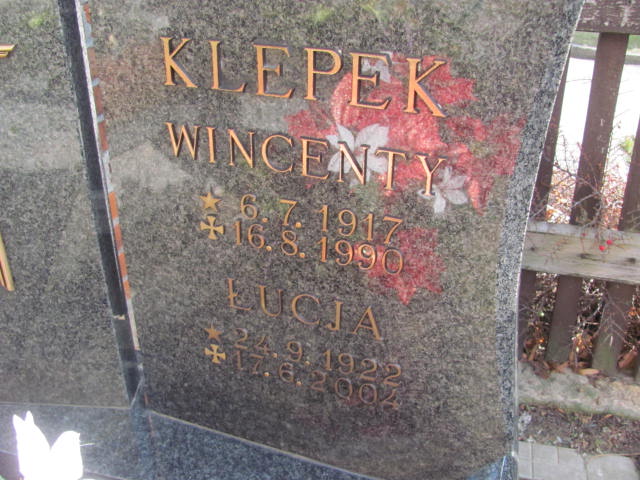 KLEPEK
WINCENTY
6. 7. 1917
16. 8. 1990
ŁUCJA
24. 9. 1922
17. 6. 2004